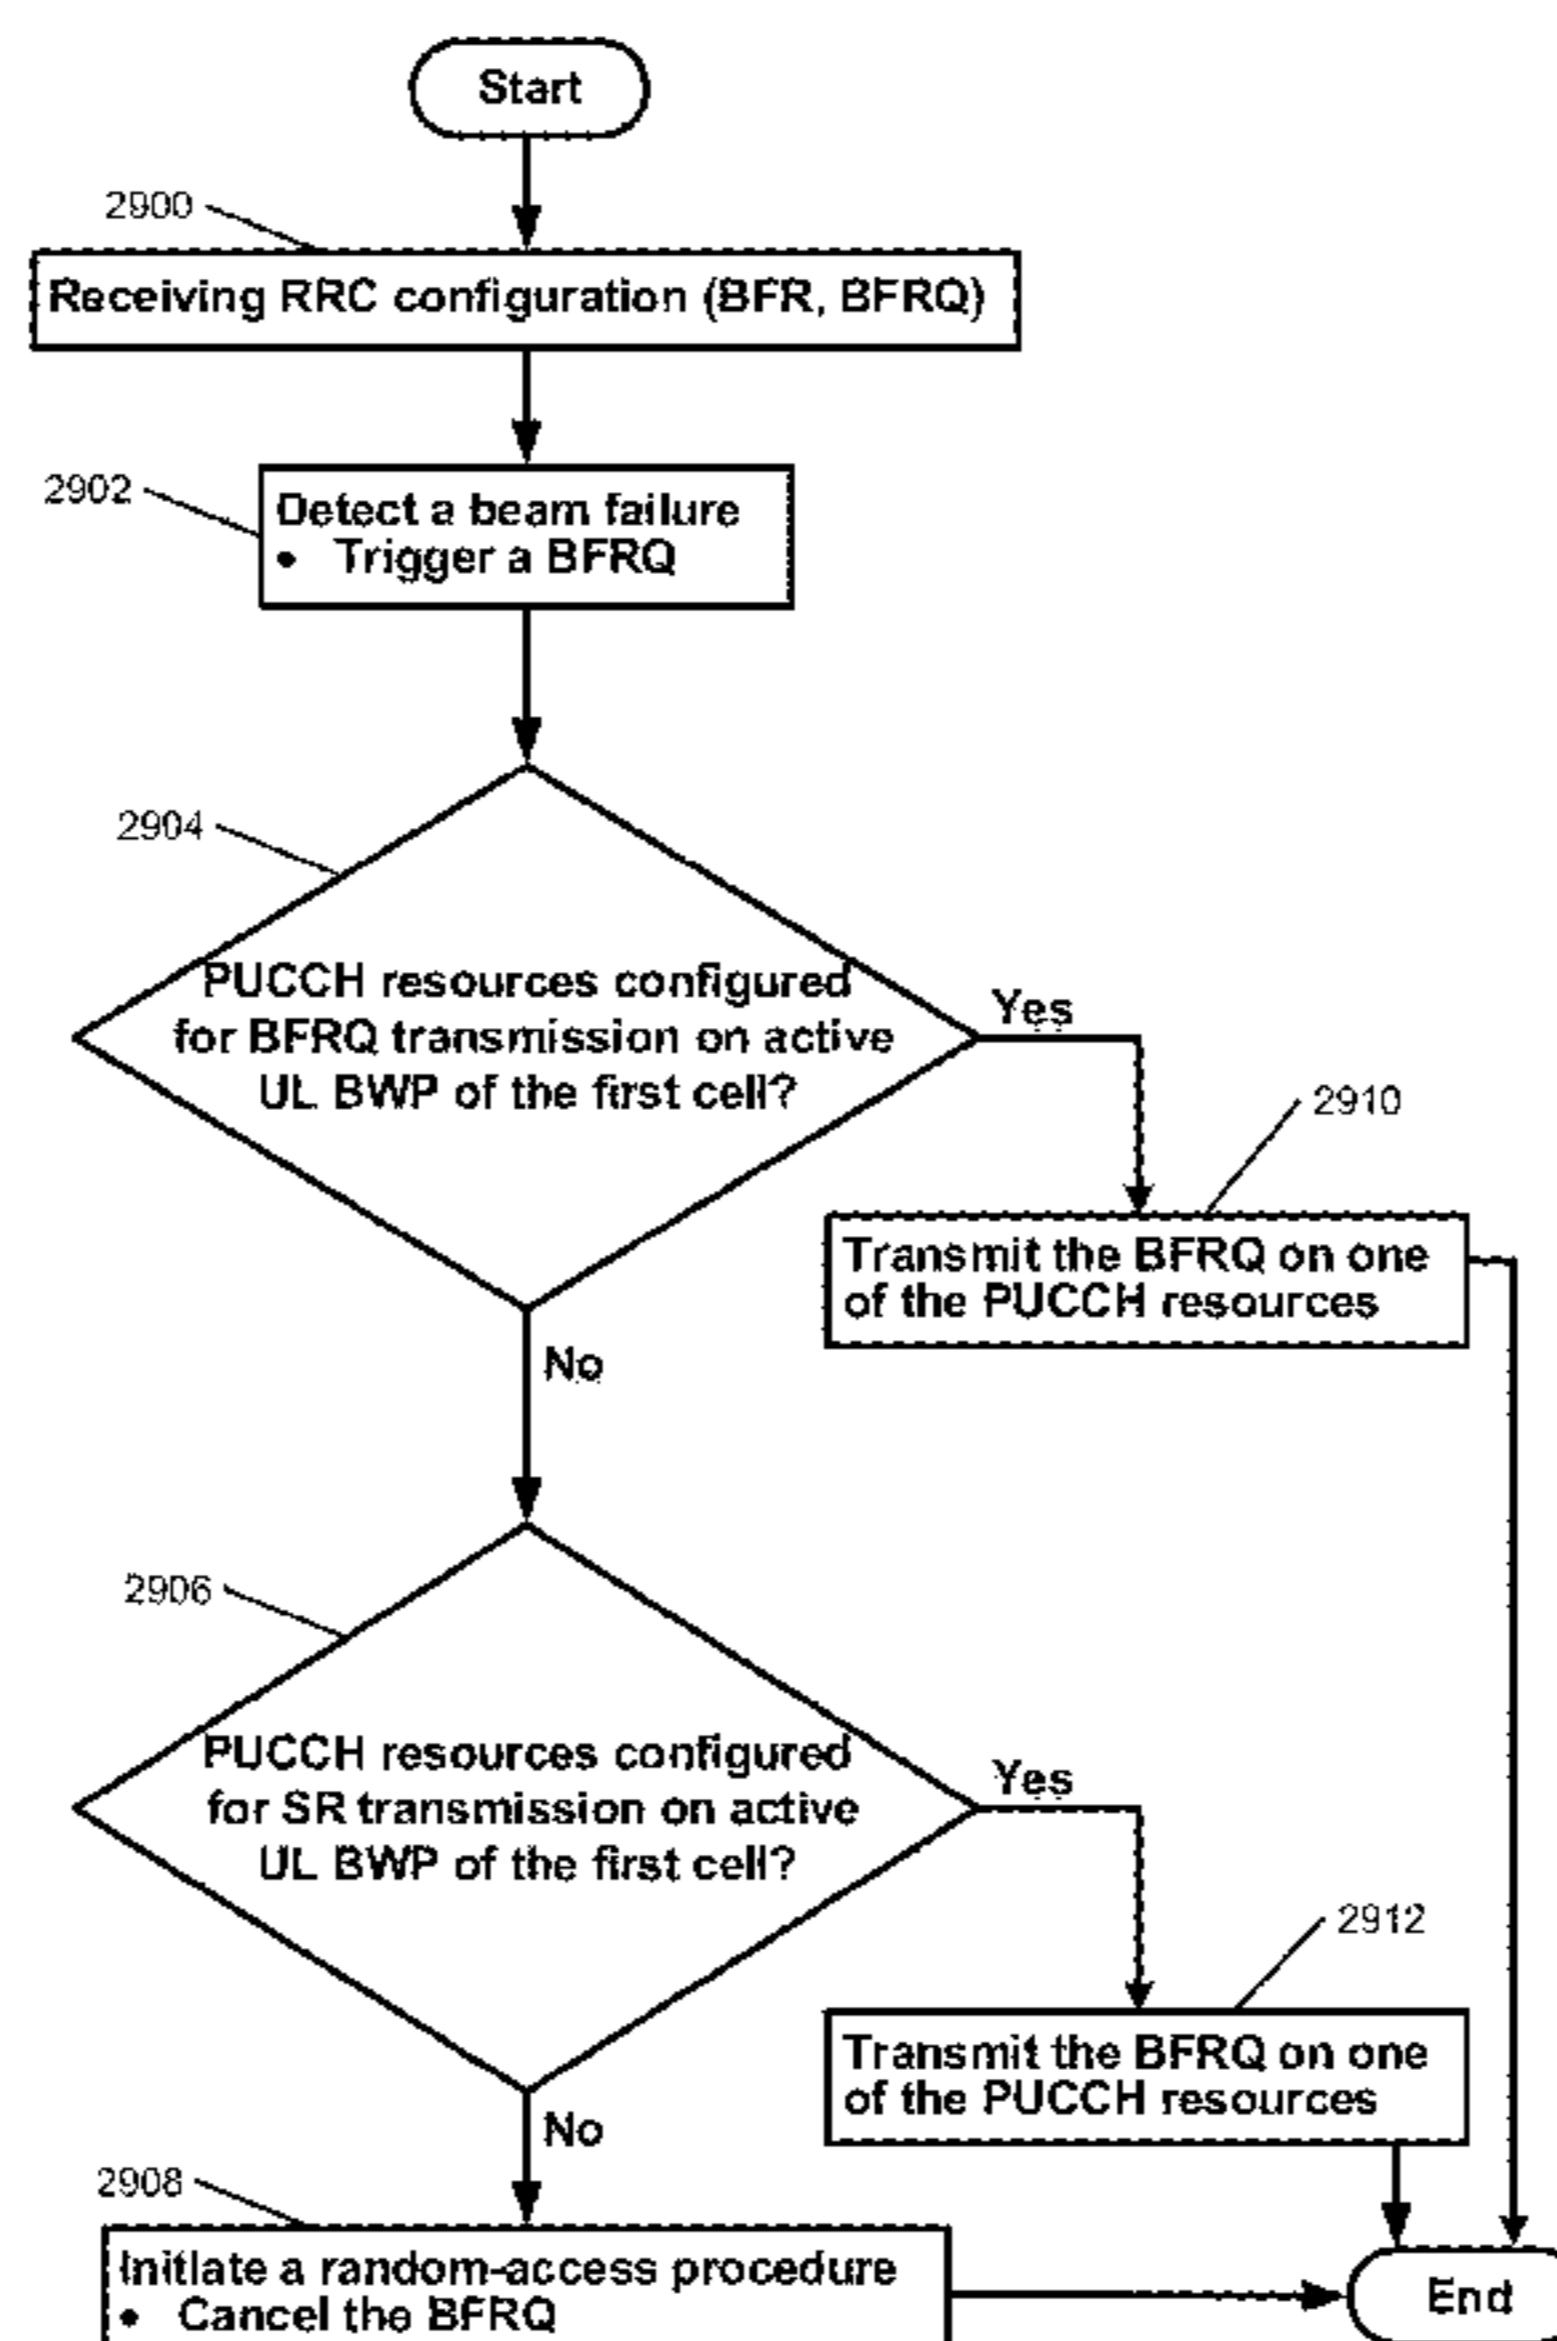 Start
2900
Receiving RRC configuration (BFR, BFRQ)
2902
Detect a beam failure
• Trigger a BFRQ
2904
PUCCH resources configured
for BFRQ transmission on active
UL BWP of the first cell?
Yes
2910
Transmit the BFRQ on one
of the PUCCH resources
No
2906
PUCCH resources configured
for SR transmission on active
UL BWP of the first cell?
Yes
2912
Transmit the BFRQ on one
of the PUCCH resources
No
2908
Initiate a random-access procedure
• Cancel the BFRQ
End